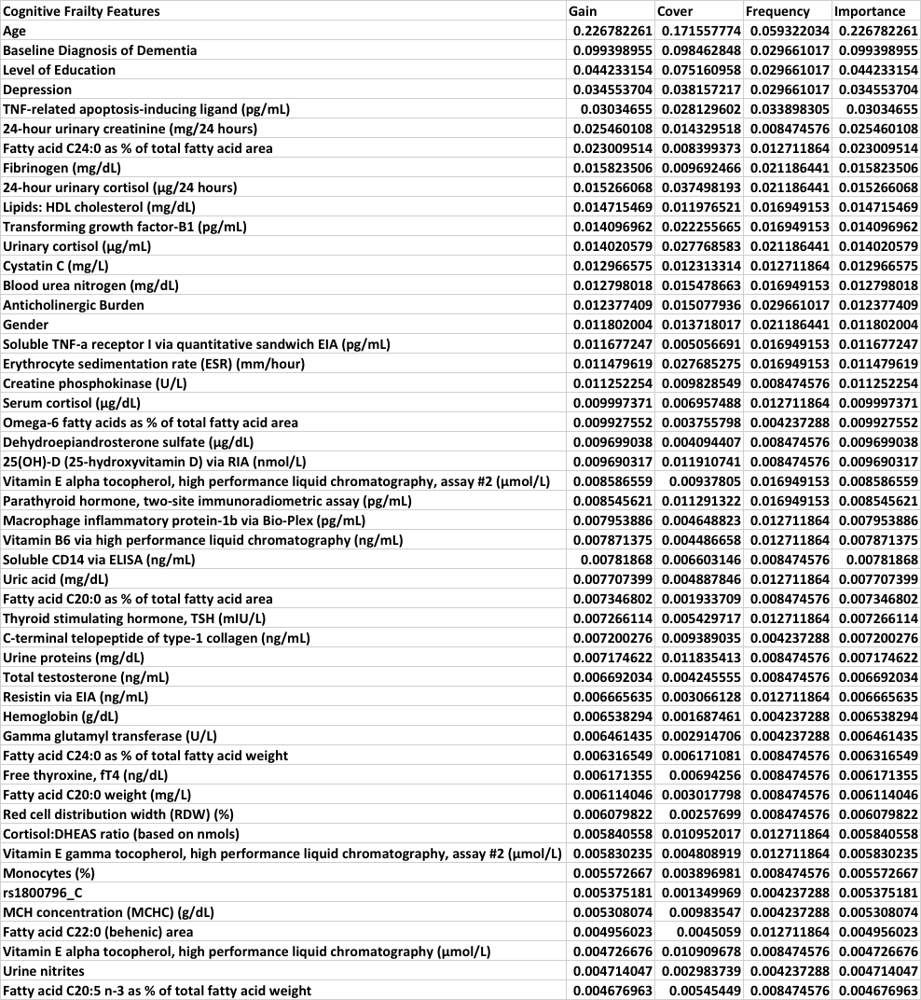 Cognitive Frailty Features Gain Cover Frequency Importance
Age 0.226782261 0.171557774 0.059322034 0.226782261
Baseline Diagnosis of Dementia 0.099398955 0.098462848 0.029661017 0.099398955
Level of Education 0.044233154 0.075160958 0.029661017 0.044233154
Depression 0.034553704 0.038157217 0.029661017 0.034553704
TNF-related apoptosis-inducing ligand (pg/mL) 0.03034655 0.028129602 0.033898305 0.03034655
24-hour urinary creatinine (mg/24 hours) 0.025460108 0.014329518 0.008474576 0.025460108
Fatty acid C24:0 as % of total fatty acid area 0.023009514 0.008399373 0.012711864 0.023009514
Fibrinogen (mg/dL) 0.015823506 0.009692466 0.021186441 0.015823506
24-hour urinary cortisol (µg/24 hours) 0.015266068 0.037498193 0.021186441 0.015266068
Lipids: HDL cholesterol (mg/dL) 0.014715469 0.011976521 0.016949153 0.014715469
Transforming growth factor-B1 (pg/mL) 0.014096962 0.022255665 0.016949153 0.014096962
Urinary cortisol (µg/mL) 0.014020579 0.027768583 0.021186441 0.014020579
Cystatin C (mg/L) 0.012966575 0.012313314 0.012711864 0.012966575
Blood urea nitrogen (mg/dL) 0.012798018 0.015478663 0.016949153 0.012798018
Anticholinergic Burden 0.012377409 0.015077936 0.029661017 0.012377409
Gender 0.011802004 0.013718017 0.021186441 0.011802004
Soluble TNF-a receptor I via quantitative sandwich EIA (pg/mL) 0.011677247 0.005056691 0.016949153 0.011677247
Erythrocyte sedimentation rate (ESR) (mm/hour) 0.011479619 0.027685275 0.016949153 0.011479619
Creatine phosphokinase (U/L) 0.011252254 0.009828549 0.008474576 0.011252254
Serum cortisol (µg/dL) 0.009997371 0.006957488 0.012711864 0.009997371
Omega-6 fatty acids as % of total fatty acid area 0.009927552 0.003755798 0.004237288 0.009927552
Dehydroepiandrosterone sulfate (µg/dL) 0.009699038 0.004094407 0.008474576 0.009699038
25(OH)-D (25-hydroxyvitamin D) via RIA (nmol/L) 0.009690317 0.011910741 0.008474576 0.009690317
Vitamin E alpha tocopherol, high performance liquid chromatography, assay #2 (µmol/L) 0.008586559 0.00937805 0.016949153 0.008586559
Parathyroid hormone, two-site immunoradiometric assay (pg/mL) 0.008545621 0.011291322 0.016949153 0.008545621
Macrophage inflammatory protein-1b via Bio-Plex (pg/mL) 0.007953886 0.004648823 0.012711864 0.007953886
Vitamin B6 via high performance liquid chromatography (ng/mL) 0.007871375 0.004486658 0.012711864 0.007871375
Soluble CD14 via ELISA (ng/mL) 0.00781868 0.006603146 0.008474576 0.00781868
Uric acid (mg/dL) 0.007707399 0.004887846 0.012711864 0.007707399
Fatty acid C20:0 as % of total fatty acid area 0.007346802 0.001933709 0.008474576 0.007346802
Thyroid stimulating hormone, TSH (mIU/L) 0.007266114 0.005429717 0.012711864 0.007266114
C-terminal telopeptide of type-1 collagen (ng/mL) 0.007200276 0.009389035 0.004237288 0.007200276
Urine proteins (mg/dL) 0.007174622 0.011835413 0.008474576 0.007174622
Total testosterone (ng/mL) 0.006692034 0.004245555 0.008474576 0.006692034
Resistin via EIA (ng/mL) 0.006665635 0.003066128 0.012711864 0.006665635
Hemoglobin (g/dL) 0.006538294 0.001687461 0.004237288 0.006538294
Gamma glutamyl transferase (U/L) 0.006461435 0.002914706 0.004237288 0.006461435
Fatty acid C24:0 as % of total fatty acid weight 0.006316549 0.006171081 0.008474576 0.006316549
Free thyroxine, fT4 (ng/dL) 0.006171355 0.00694256 0.008474576 0.006171355
Fatty acid C20:0 weight (mg/L) 0.006114046 0.003017798 0.008474576 0.006114046
Red cell distribution width (RDW) (%) 0.006079822 0.00257699 0.008474576 0.006079822
Cortisol:DHEAS ratio (based on nmols) 0.005840558 0.010952017 0.012711864 0.005840558
Vitamin E gamma tocopherol, high performance liquid chromatography, assay #2 (µmol/L) 0.005830235 0.004808919 0.012711864 0.005830235
Monocytes (%) 0.005572667 0.003896981 0.008474576 0.005572667
rs1800796_C 0.005375181 0.001349969 0.004237288 0.005375181
MCH concentration (MCHC) (g/dL) 0.005308074 0.00983547 0.004237288 0.005308074
Fatty acid C22:0 (behenic) area 0.004956023 0.0045059 0.012711864 0.004956023
Vitamin E alpha tocopherol, high performance liquid chromatography (µmol/L) 0.004726676 0.010909678 0.008474576 0.004726676
Urine nitrites 0.004714047 0.002983739 0.004237288 0.004714047
Fatty acid C20:5 n-3 as % of total fatty acid weight 0.004676963 0.00545449 0.008474576 0.004676963